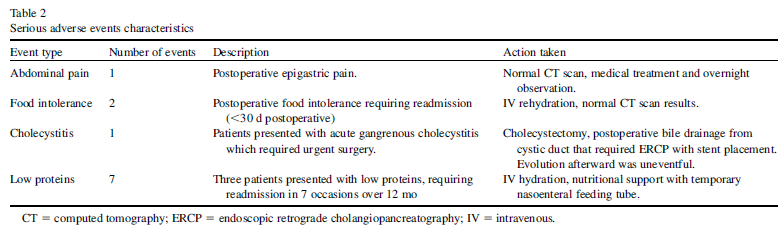 Table 2
Serious adverse events characteristics
Event type Number of events Description Action taken
Abdominal pain 1 Postoperative epigastric pain. Normal CT scan, medical treatment and overnight
observation.
Food intolerance 2 Postoperative food intolerance requiring readmission IV rehydration, normal CT scan results.
(<30 d postoperative)
Cholecystitis 1 Patients presented with acute gangrenous cholecystitis Cholecystectomy, postoperative bile drainage from
which required urgent surgery. cystic duct that required ERCP with stent placement.
Evolution afterward was uneventful.
Low proteins 7 Three patients presented with low proteins, requiring IV hydration, nutritional support with temporary
readmission in 7 occasions over 12 mo nasoenteral feeding tube.
CT = computed tomography; ERCP = endoscopic retrograde cholangiopancreatography; IV = intravenous.